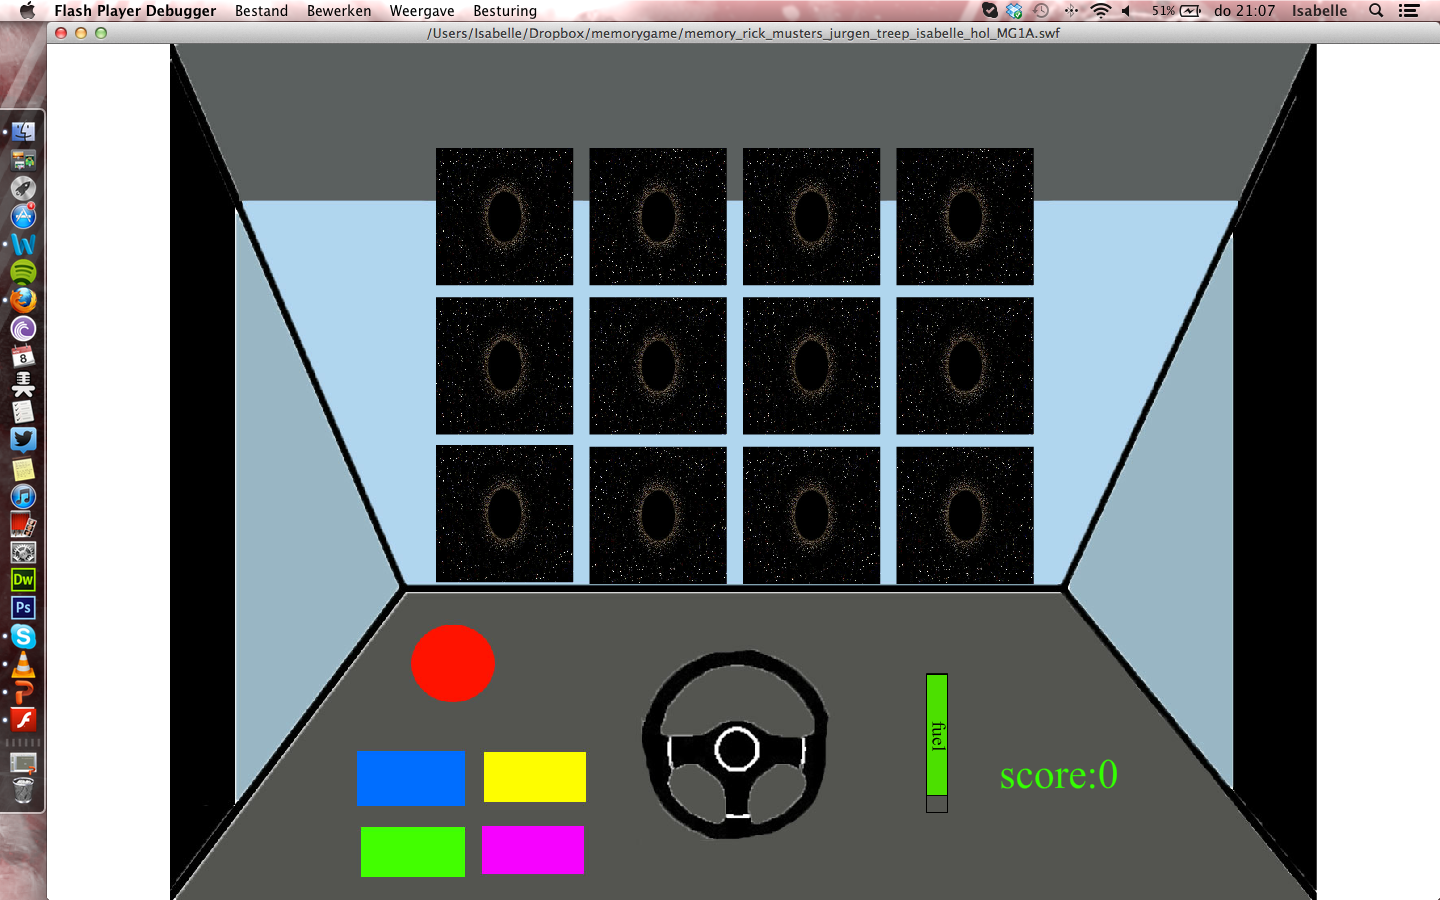 Flash Player Debugger Bestand Bewerken Weergave Besturing 51% do 21:07 Isabelle
/Users/Isabelle/Dropbox/memorygame/memory_rick_musters_jurgen_treep_isabelle_hol_MG1A.swf
8
Dw
Ps
fuel
score:0